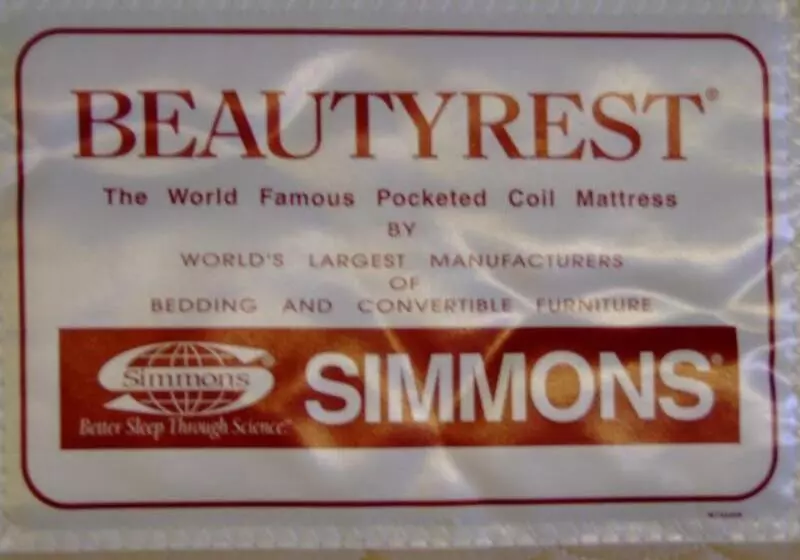 BEAUTYREST®
The World Famous Pocketed Coil Mattress
BY
WORLD'S LARGEST MANUFACTURERS
OF
BEDDING AND CONVERTIBLE FURNITURE
Simmons
Better Sleep Through Science.™
SIMMONS®